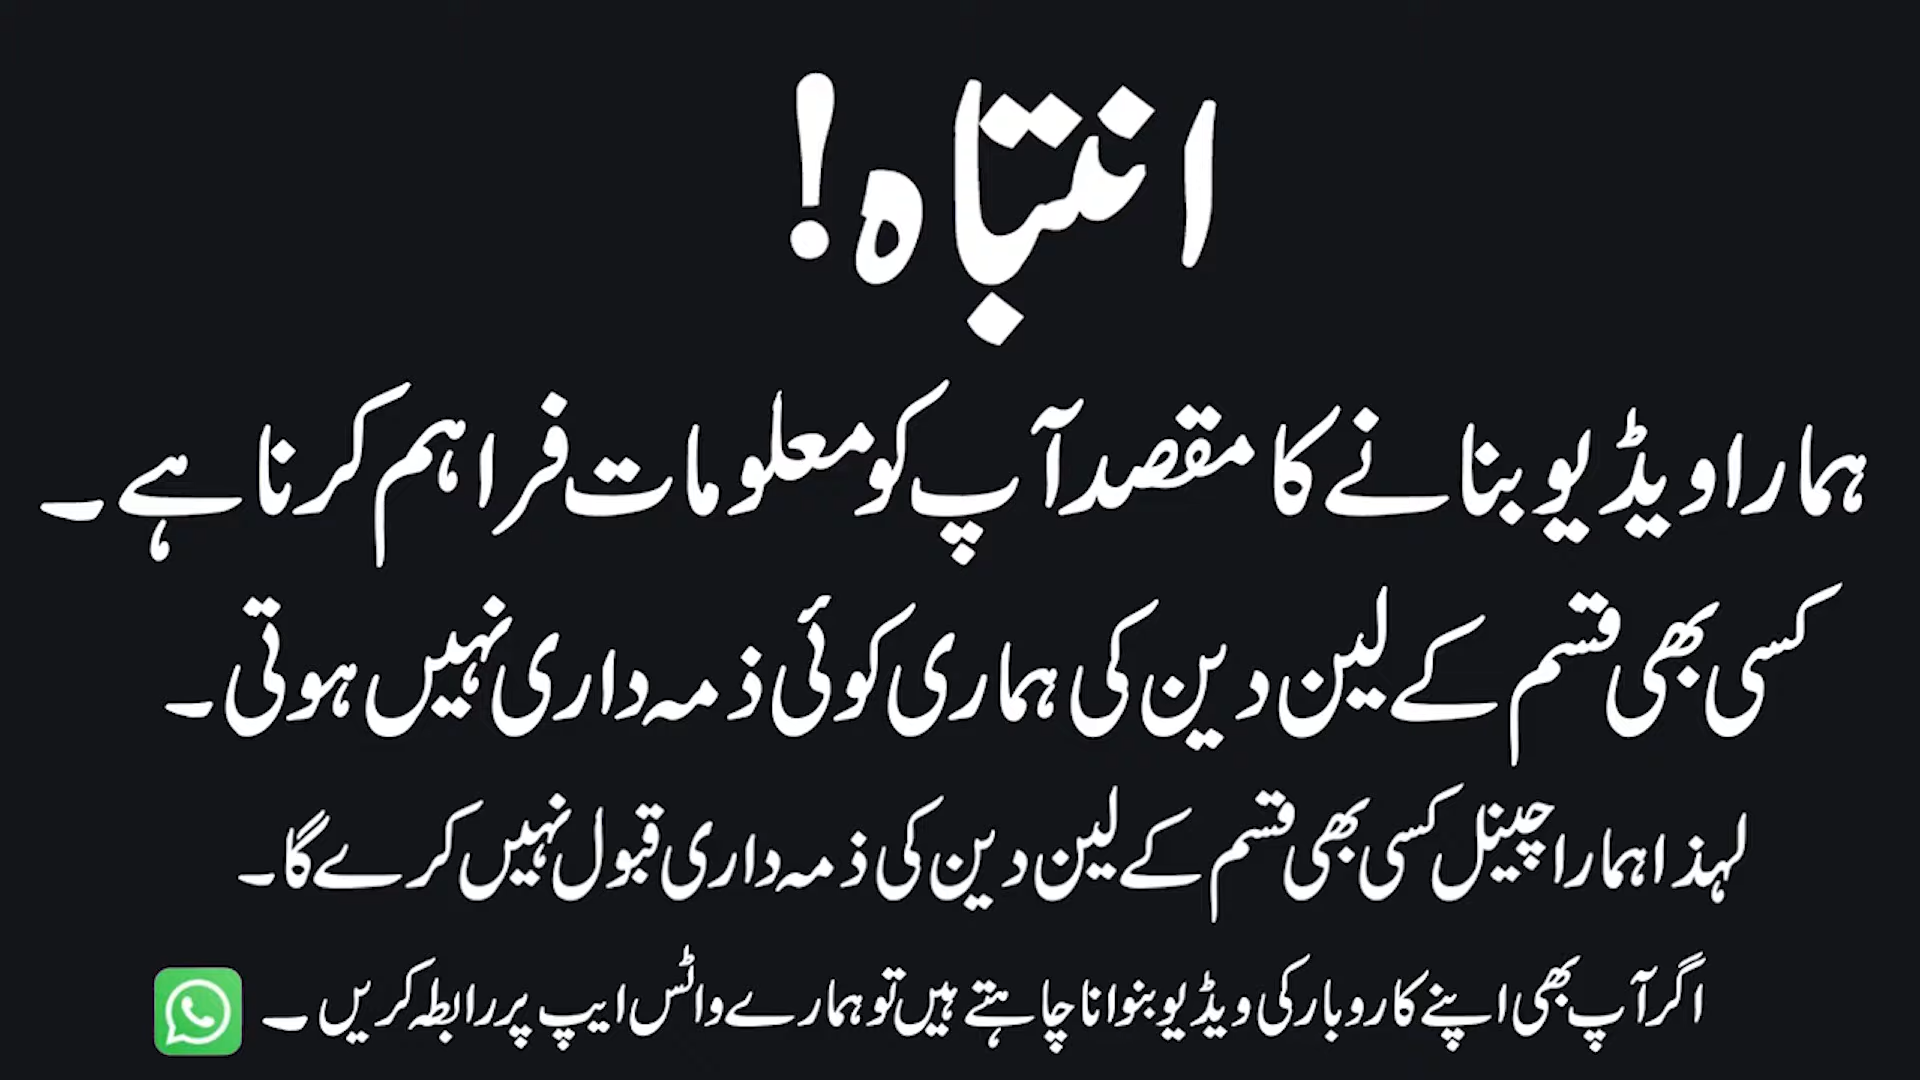 انتباہ!
ہمارا ویڈیو بنانے کا مقصد آپ کو معلومات فراہم کرنا ہے۔
کسی بھی قسم کے لین دین کی ہماری کوئی ذمہ داری نہیں ہوتی۔
لہذا ہمارا چینل کسی بھی قسم کے لین دین کی ذمہ داری قبول نہیں کرے گا۔
اگر آپ بھی اپنے کاروبار کی ویڈیو بنوانا چاہتے ہیں تو ہمارے واٹس ایپ پر رابطہ کریں۔